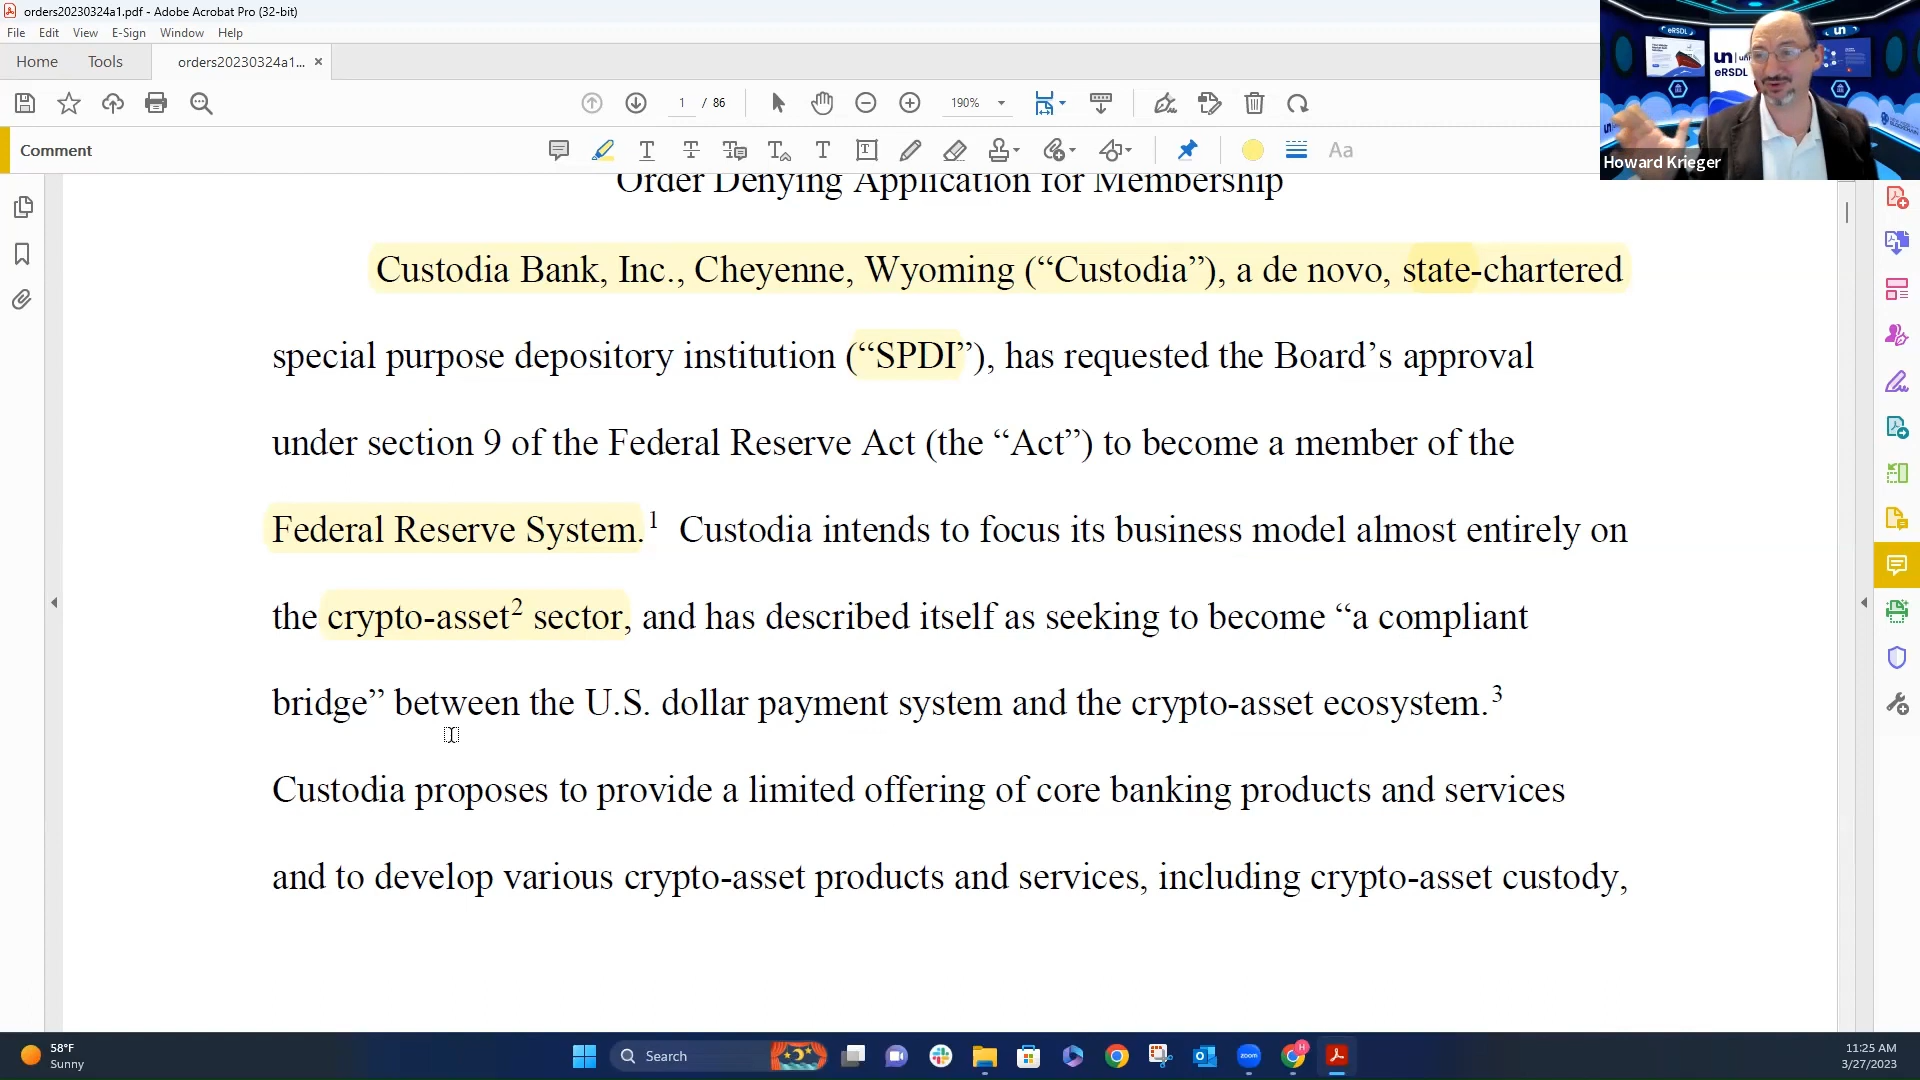 orders20230324a1.pdf - Adobe Acrobat Pro (32-bit)
File Edit View E-Sign Window Help
Home Tools orders20230324a1... ×
1 / 86 190%
Comment
Aa
eRSDL
un
un
eRSDL
Howard Krieger
Order Denying Application for Membership
Custodia Bank, Inc., Cheyenne, Wyoming (“Custodia”), a de novo, state-chartered
special purpose depository institution (“SPDI”), has requested the Board’s approval
under section 9 of the Federal Reserve Act (the “Act”) to become a member of the
Federal Reserve System.1 Custodia intends to focus its business model almost entirely on
the crypto-asset2 sector, and has described itself as seeking to become “a compliant
bridge” between the U.S. dollar payment system and the crypto-asset ecosystem.3
Custodia proposes to provide a limited offering of core banking products and services
and to develop various crypto-asset products and services, including crypto-asset custody,
58°F
Sunny
Search
zoom
H
11:25 AM
3/27/2023